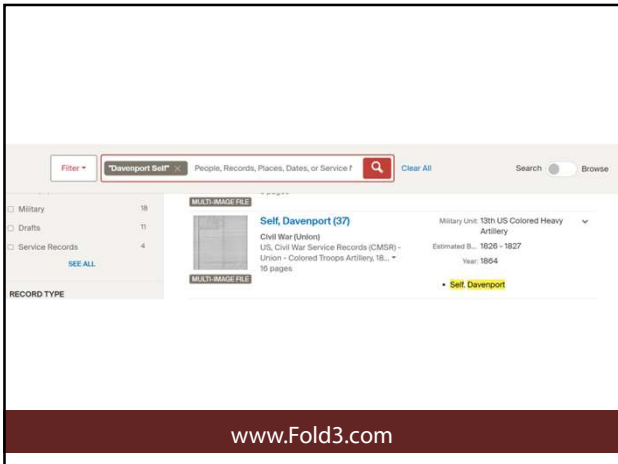 Filter
"Davenport Self" × People, Records, Places, Dates, or Service
Clear All
Search
Browse
Military 18
Drafts 11
Service Records 4
SEE ALL
RECORD TYPE
pages
MULTI-IMAGE FILE
Self, Davenport (37)
Civil War (Union)
US, Civil War Service Records (CMSR) -
Union - Colored Troops Artillery, 18...
16 pages
MULTI-IMAGE FILE
Military Unit: 13th US Colored Heavy
Artillery
Estimated B... 1826 - 1827
Year: 1864
• Self, Davenport
www.Fold3.com